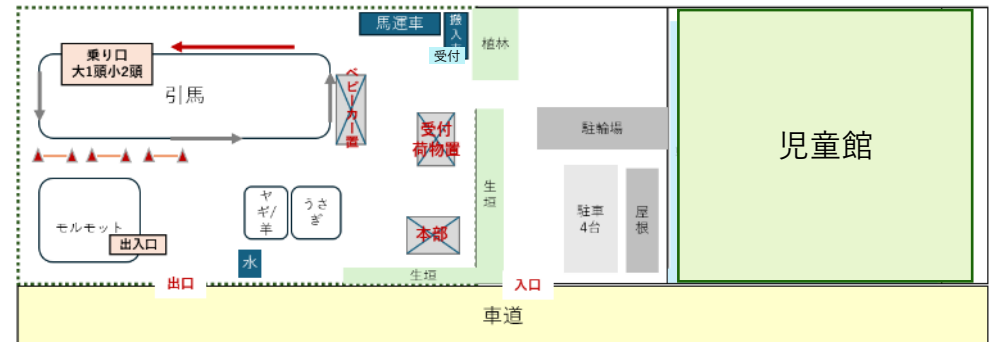 馬運車
搬入車
受付
植林
乗り口
大1頭小2頭
引馬
ベビーカー置
受付
荷物置
駐輪場
児童館
モルモット
出入口
ヤギ/羊
うさぎ
本部
生垣
駐車
4台
屋根
水
生垣
出口
入口
車道